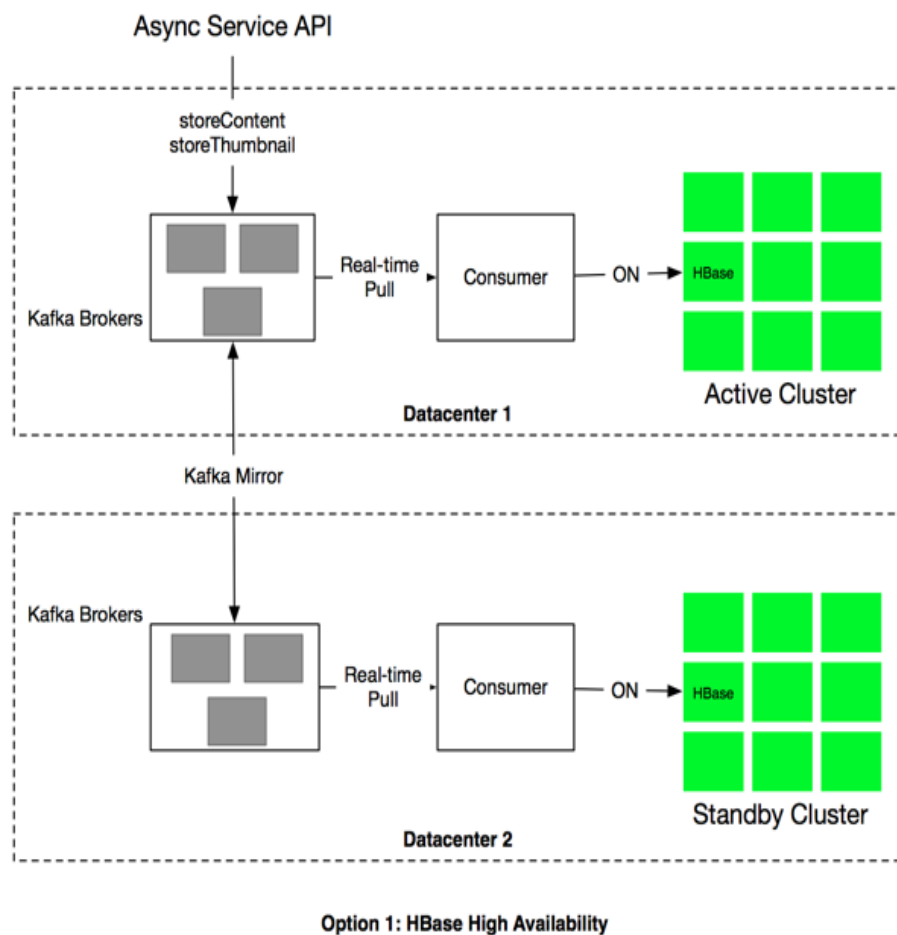 Async Service API
storeContent
storeThumbnail
Real-time
Pull
Consumer
ON
HBase
Kafka Brokers
Active Cluster
Datacenter 1
Kafka Mirror
Kafka Brokers
Real-time
Pull
Consumer
ON
HBase
Standby Cluster
Datacenter 2
Option 1: HBase High Availability